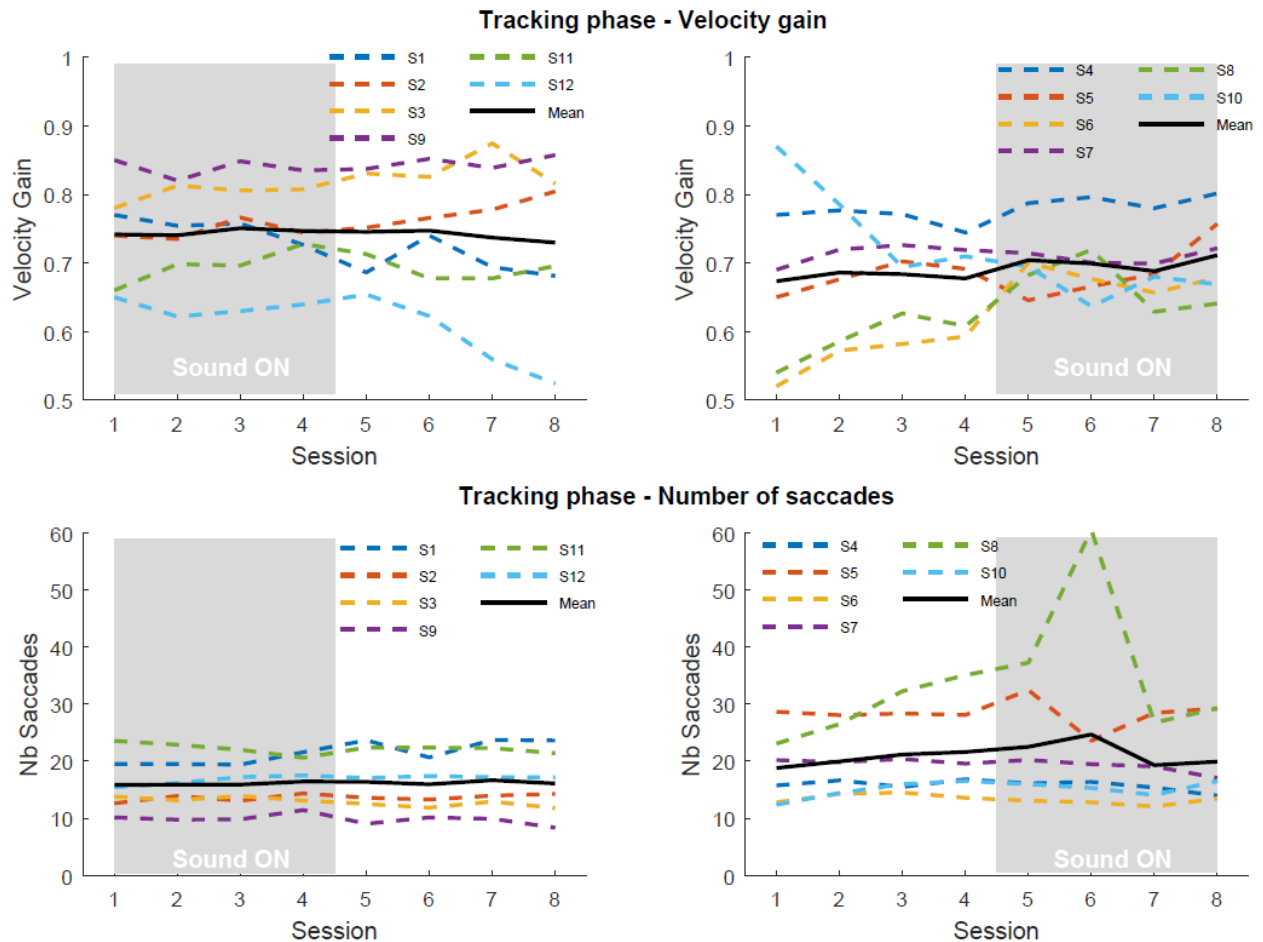 Tracking phase - Velocity gain
Velocity Gain
1
0.9
0.8
0.7
0.6
0.5
S1
S2
S3
S9
S11
S12
Mean
Sound ON
1 2 3 4 5 6 7 8
Session
Velocity Gain
1
0.9
0.8
0.7
0.6
0.5
S4
S5
S6
S7
S8
S10
Mean
Sound ON
1 2 3 4 5 6 7 8
Session
Tracking phase - Number of saccades
Nb Saccades
60
50
40
30
20
10
0
S1
S2
S3
S9
S11
S12
Mean
Sound ON
1 2 3 4 5 6 7 8
Session
Nb Saccades
60
50
40
30
20
10
0
S4
S5
S6
S7
S8
S10
Mean
Sound ON
1 2 3 4 5 6 7 8
Session